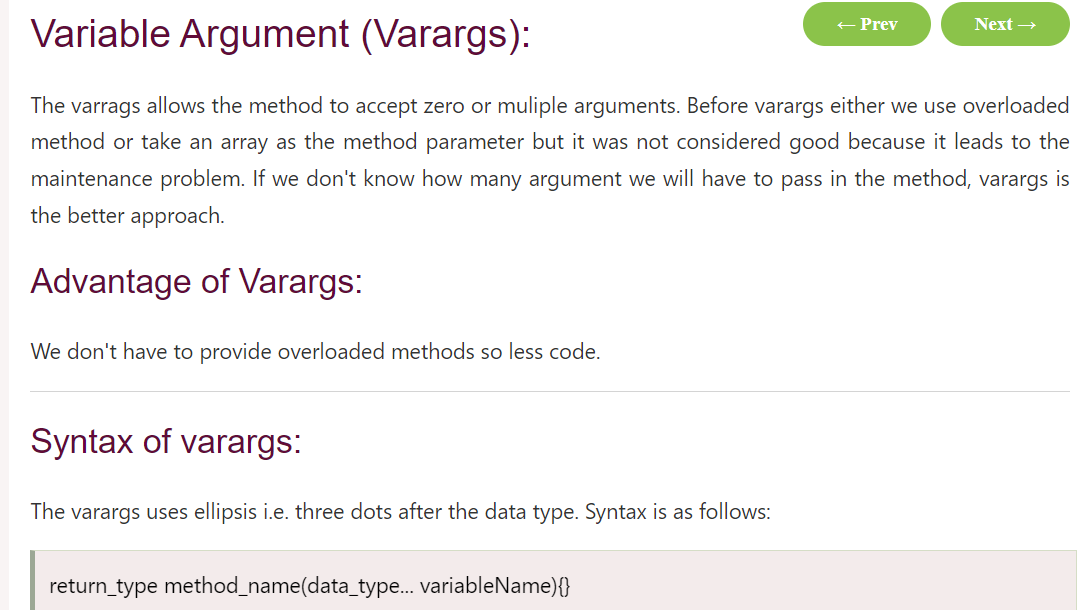 Variable Argument (Varargs):
← Prev
Next →
The varrags allows the method to accept zero or muliple arguments. Before varargs either we use overloaded
method or take an array as the method parameter but it was not considered good because it leads to the
maintenance problem. If we don't know how many argument we will have to pass in the method, varargs is
the better approach.
Advantage of Varargs:
We don't have to provide overloaded methods so less code.
Syntax of varargs:
The varargs uses ellipsis i.e. three dots after the data type. Syntax is as follows:
return_type method_name(data_type... variableName){}